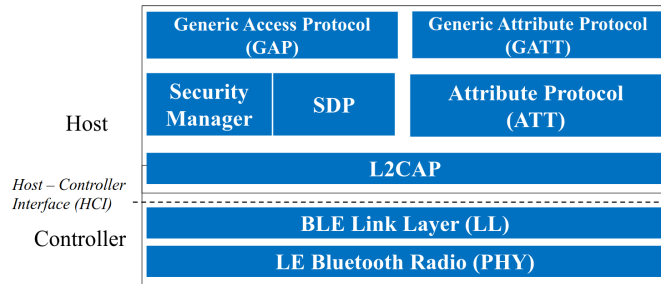 Generic Access Protocol
(GAP)
Generic Attribute Protocol
(GATT)
Security
Manager
SDP
Attribute Protocol
(ATT)
Host
L2CAP
Host – Controller
Interface (HCI)
BLE Link Layer (LL)
Controller
LE Bluetooth Radio (PHY)